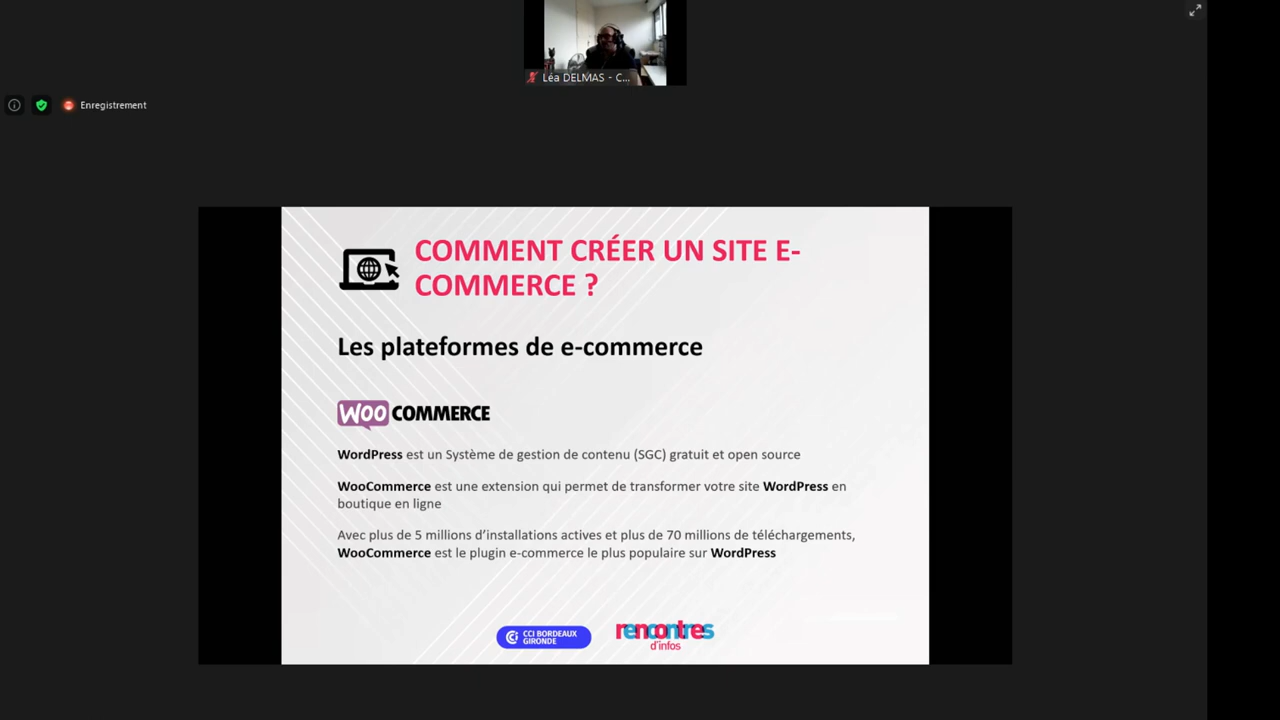 Léa DELMAS - C...
Enregistrement
COMMENT CRÉER UN SITE E-
COMMERCE ?
Les plateformes de e-commerce
WOO COMMERCE
WordPress est un Système de gestion de contenu (SGC) gratuit et open source
WooCommerce est une extension qui permet de transformer votre site WordPress en
boutique en ligne
Avec plus de 5 millions d’installations actives et plus de 70 millions de téléchargements,
WooCommerce est le plugin e-commerce le plus populaire sur WordPress
CCI BORDEAUX
GIRONDE
rencontres
d'infos